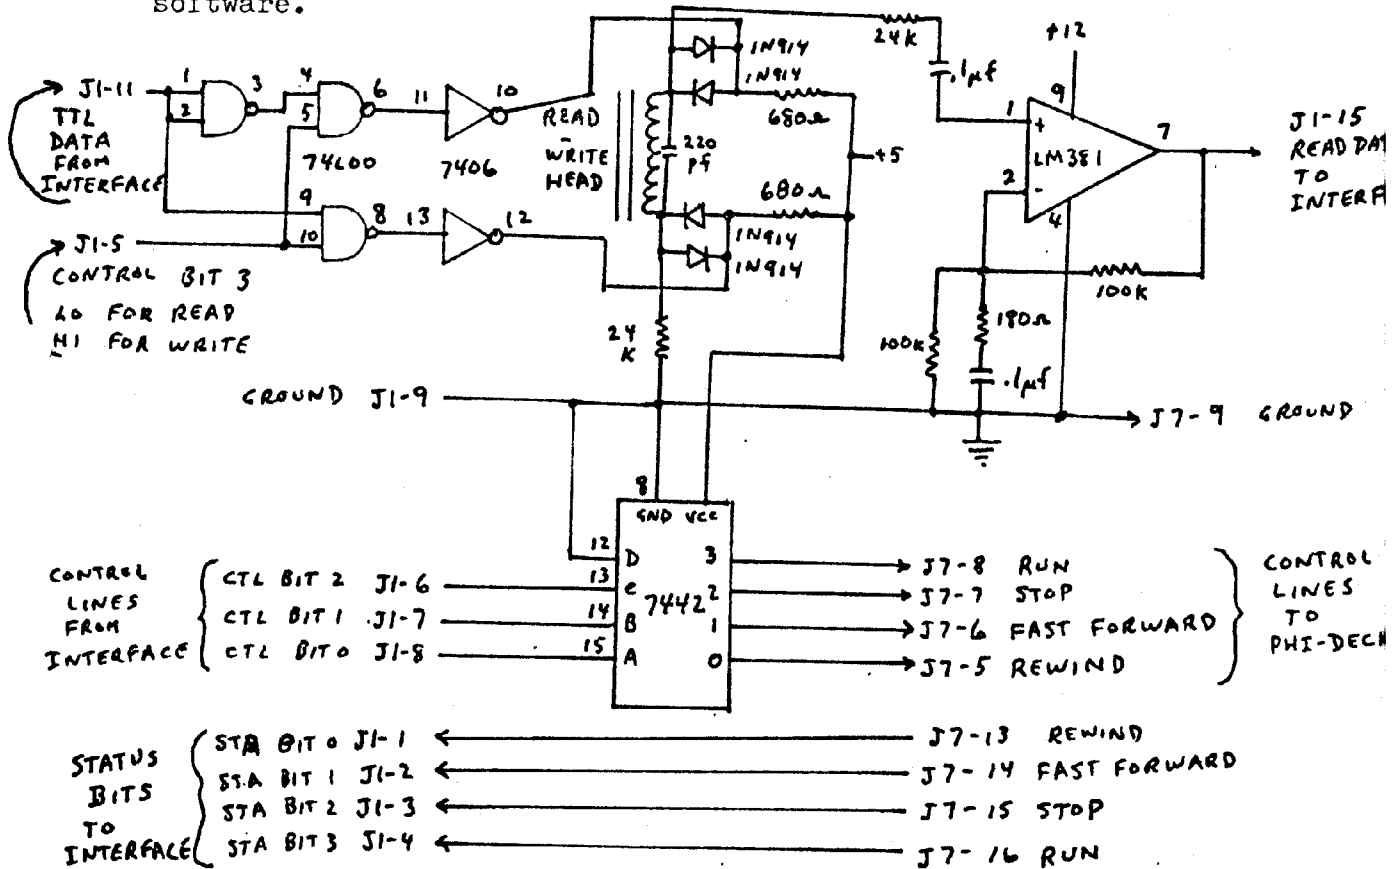 software.
J1-11
TTL
DATA
FROM
INTERFACE
1
2
3
4
5
6
74L00
11
10
7406
9
10
8
13
12
J1-5
CONTROL BIT 3
LO FOR READ
HI FOR WRITE
READ
-
WRITE
HEAD
220
pf
1N914
1N914
680Ω
+5
680Ω
1N914
1N914
24
K
24K
.1µf
+12
9
1
+
LM381
2
-
4
7
J1-15
READ DA
TO
INTERF
100K
180Ω
100K
.1µf
GROUND J1-9
J7-9 GROUND
8
GND VCC
12
D
3
J7-8 RUN
13
C
2
J7-7 STOP
7442
14
B
1
J7-6 FAST FORWARD
15
A
0
J7-5 REWIND
CONTROL
LINES
FROM
INTERFACE
CTL BIT 2 J1-6
CTL BIT 1 J1-7
CTL BIT 0 J1-8
CONTROL
LINES
TO
PHI-DECK
STATUS
BITS
TO
INTERFACE
STA BIT 0 J1-1
J7-13 REWIND
STA BIT 1 J1-2
J7-14 FAST FORWARD
STA BIT 2 J1-3
J7-15 STOP
STA BIT 3 J1-4
J7-16 RUN